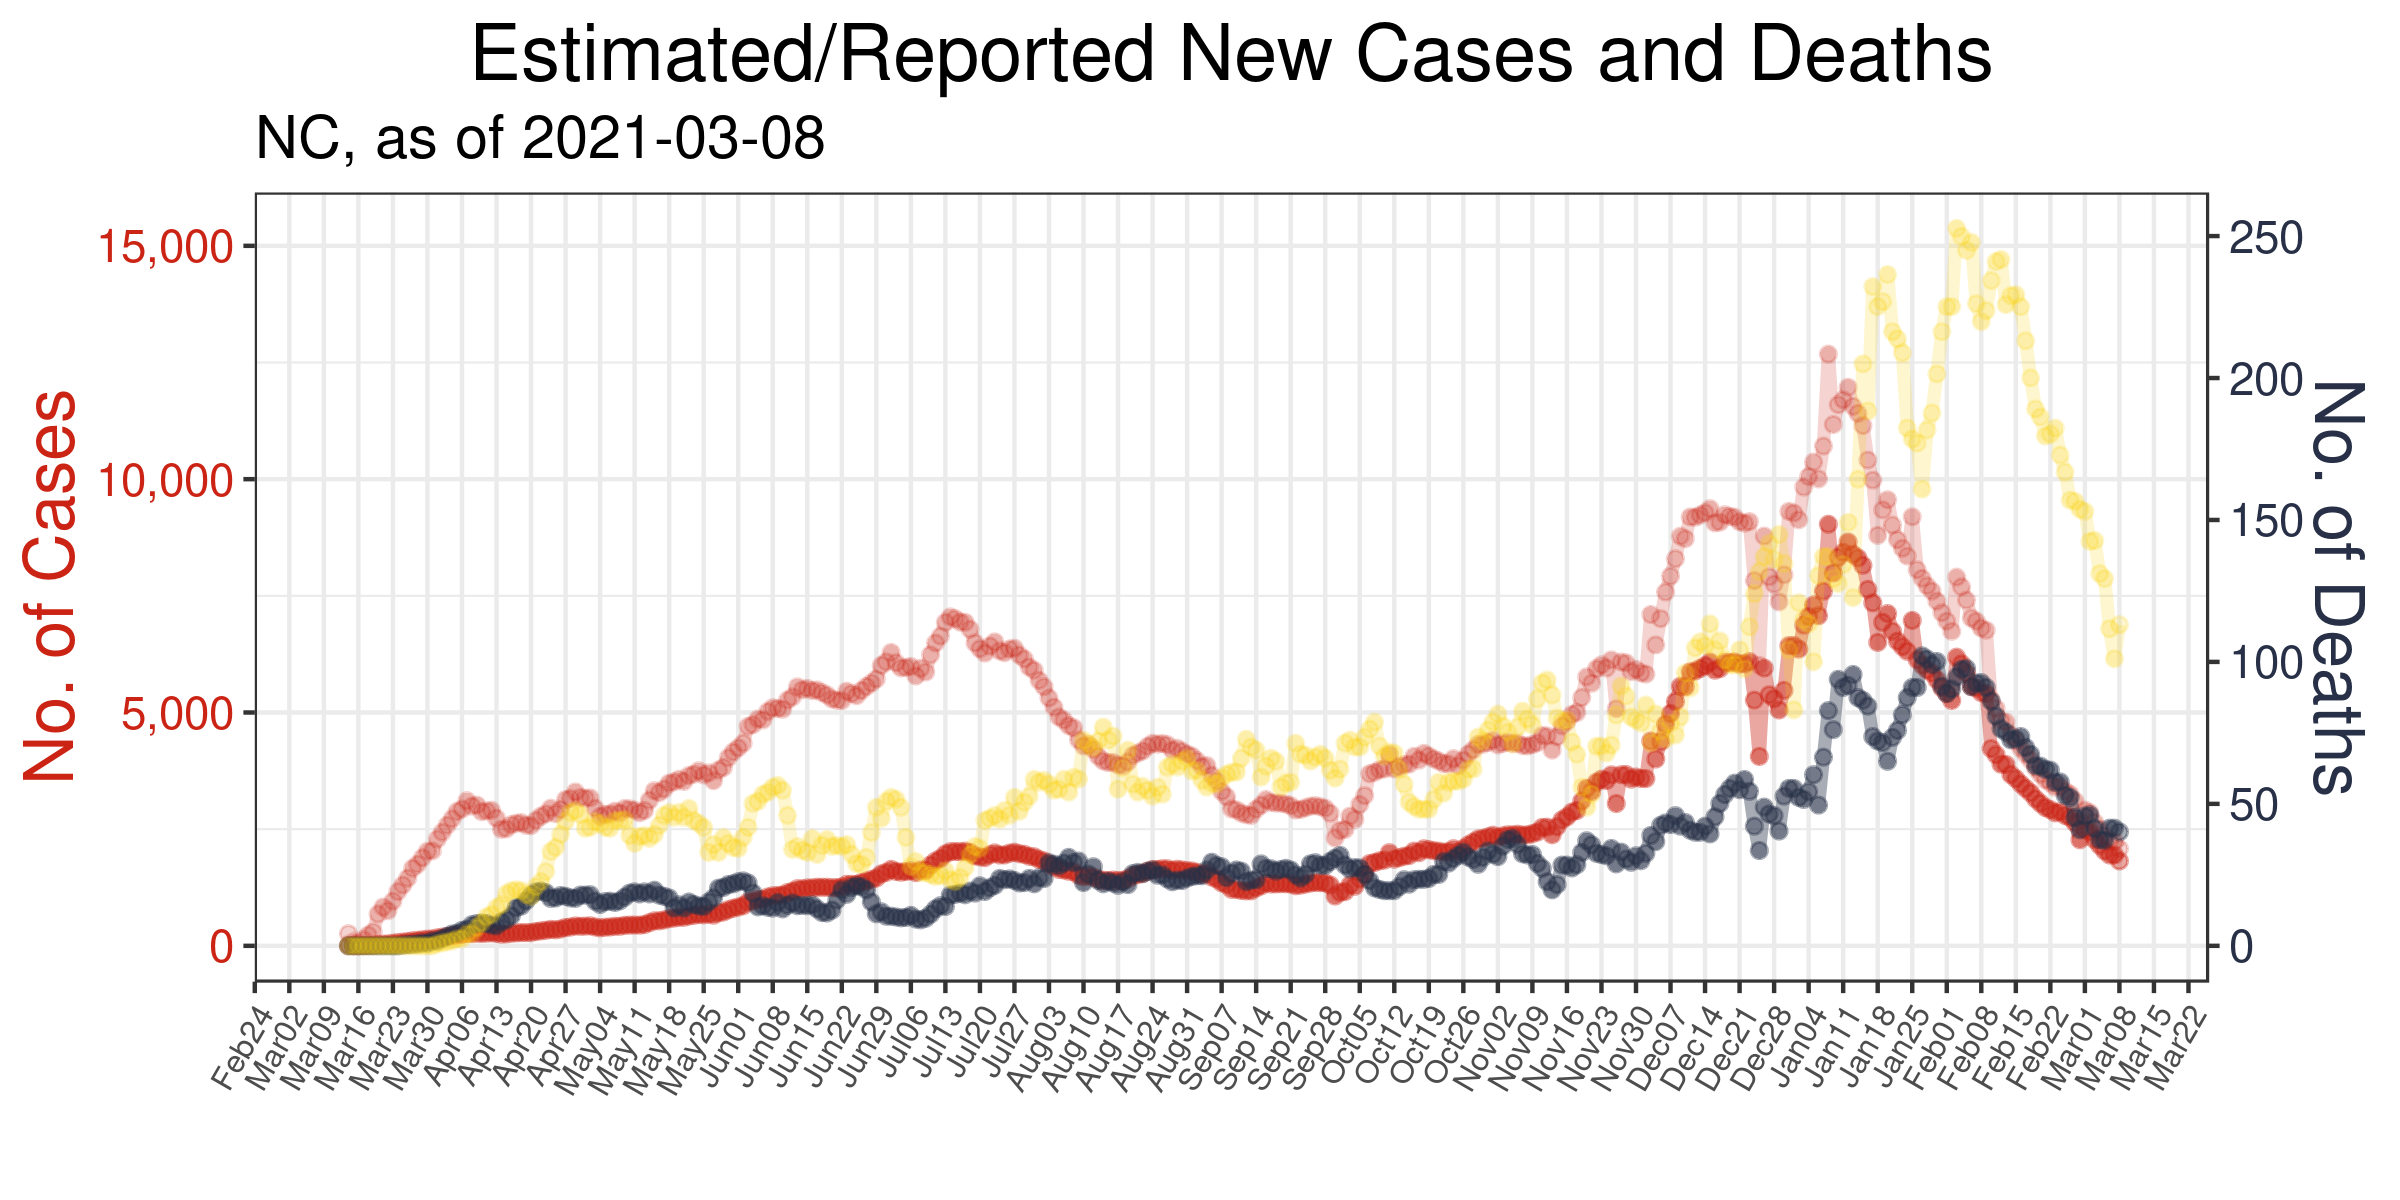 Estimated/Reported New Cases and Deaths
NC, as of 2021-03-08
No. of Cases
15,000
10,000
5,000
0
250
200
150
100
50
0
No. of Deaths
Feb24
Mar02
Mar09
Mar16
Mar23
Mar30
Apr06
Apr13
Apr20
Apr27
May04
May11
May18
May25
Jun01
Jun08
Jun15
Jun22
Jun29
Jul06
Jul13
Jul20
Jul27
Aug03
Aug10
Aug17
Aug24
Aug31
Sep07
Sep14
Sep21
Sep28
Oct05
Oct12
Oct19
Oct26
Nov02
Nov09
Nov16
Nov23
Nov30
Dec07
Dec14
Dec21
Dec28
Jan04
Jan11
Jan18
Jan25
Feb01
Feb08
Feb15
Feb22
Mar01
Mar08
Mar15
Mar22